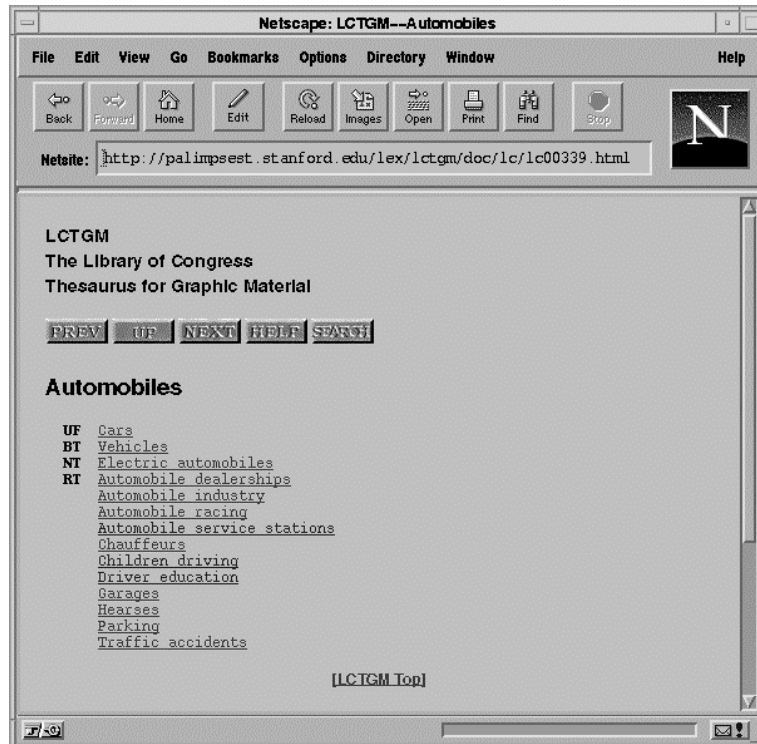 Netscape: LCTGM--Automobiles
File Edit View Go Bookmarks Options Directory Window Help
Back Forward Home Edit Reload Images Open Print Find Stop
N
Netsite: http://palimpsest.stanford.edu/lex/lctgm/doc/lc/lc00339.html
LCTGM
The Library of Congress
Thesaurus for Graphic Material
PREV UP NEXT HELP SEARCH
Automobiles
UF Cars
BT Vehicles
NT Electric automobiles
RT Automobile dealerships
Automobile industry
Automobile racing
Automobile service stations
Chauffeurs
Children driving
Driver education
Garages
Hearses
Parking
Traffic accidents
[LCTGM Top]